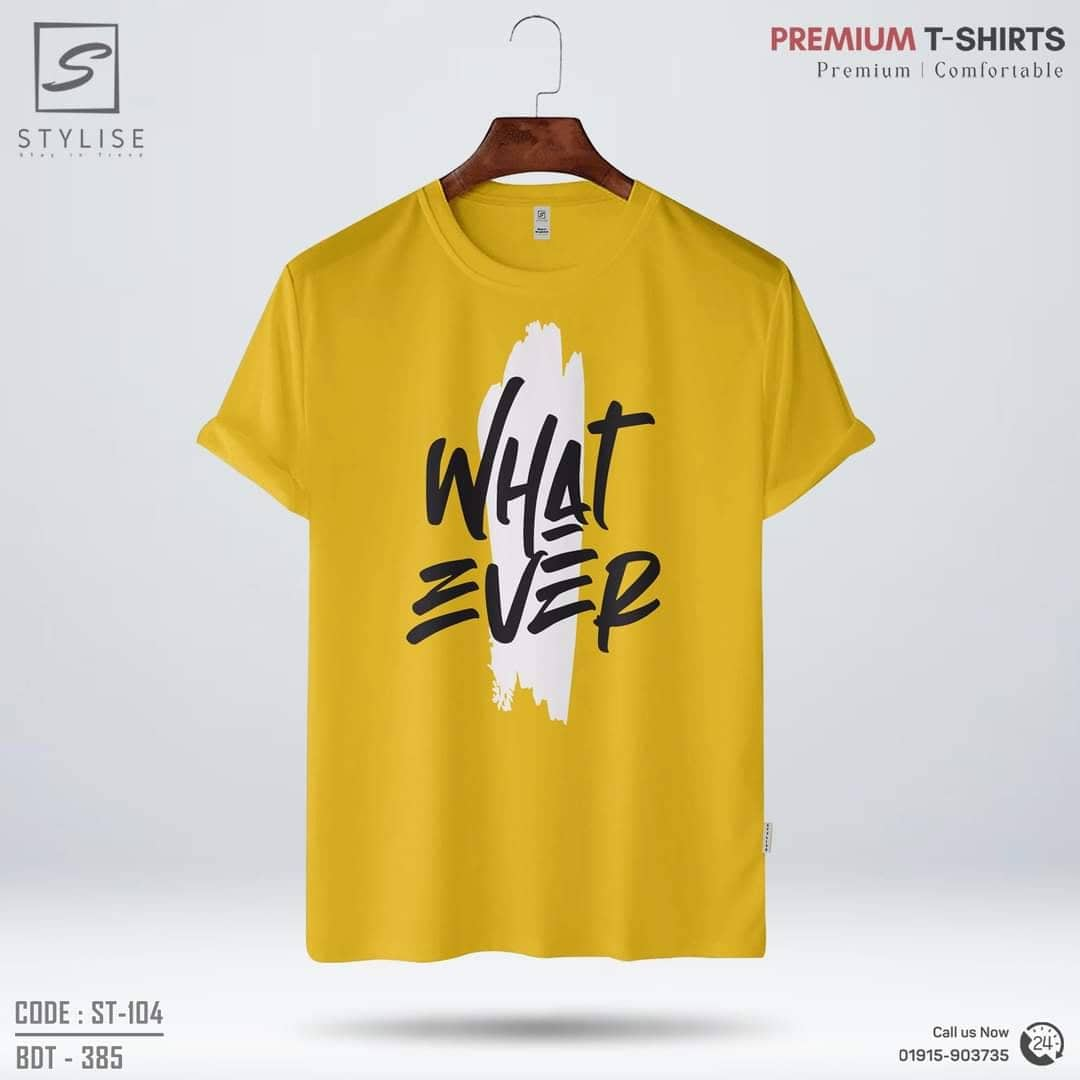 S
STYLISE
Stay in Trend
PREMIUM T-SHIRTS
Premium | Comfortable
WHAT
EVER
CODE : ST-104
BDT - 385
Call us Now
01915-903735
24